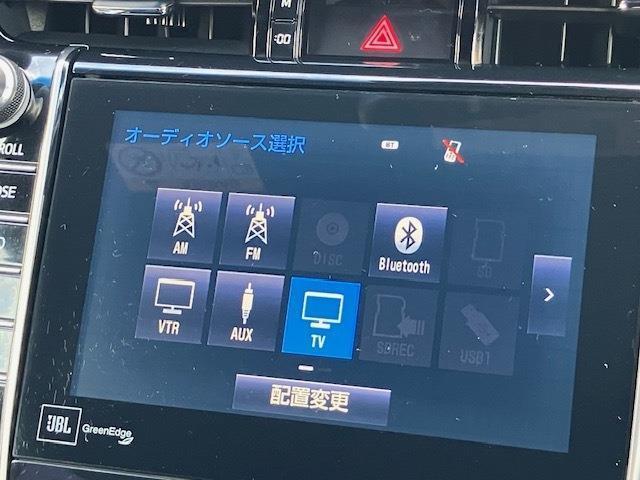 M
:00
オーディオソース選択
BT
ROLL
OSE
AM
FM
DISC
Bluetooth
SD
VTR
AUX
TV
SDREC
USB1
配置変更
JBL GreenEdge